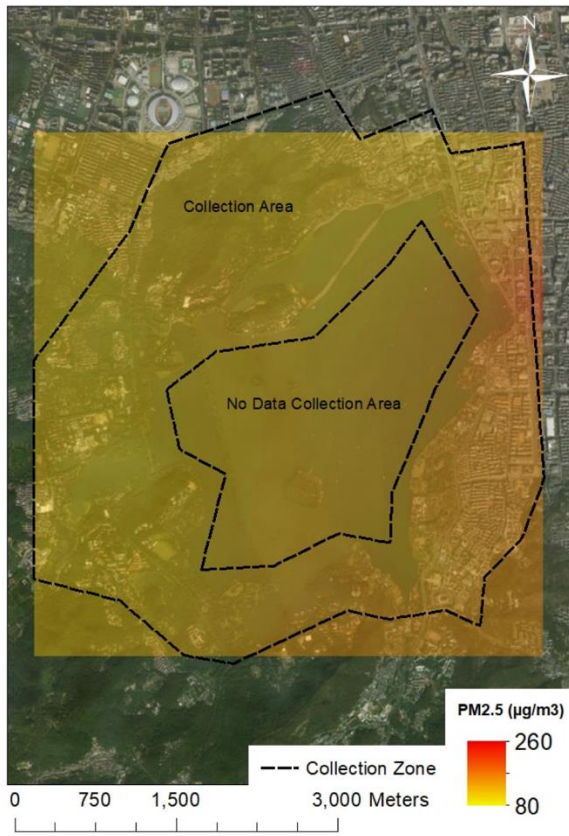 N
Collection Area
No Data Collection Area
PM2.5 (µg/m3)
260
80
Collection Zone
0 750 1,500 3,000 Meters